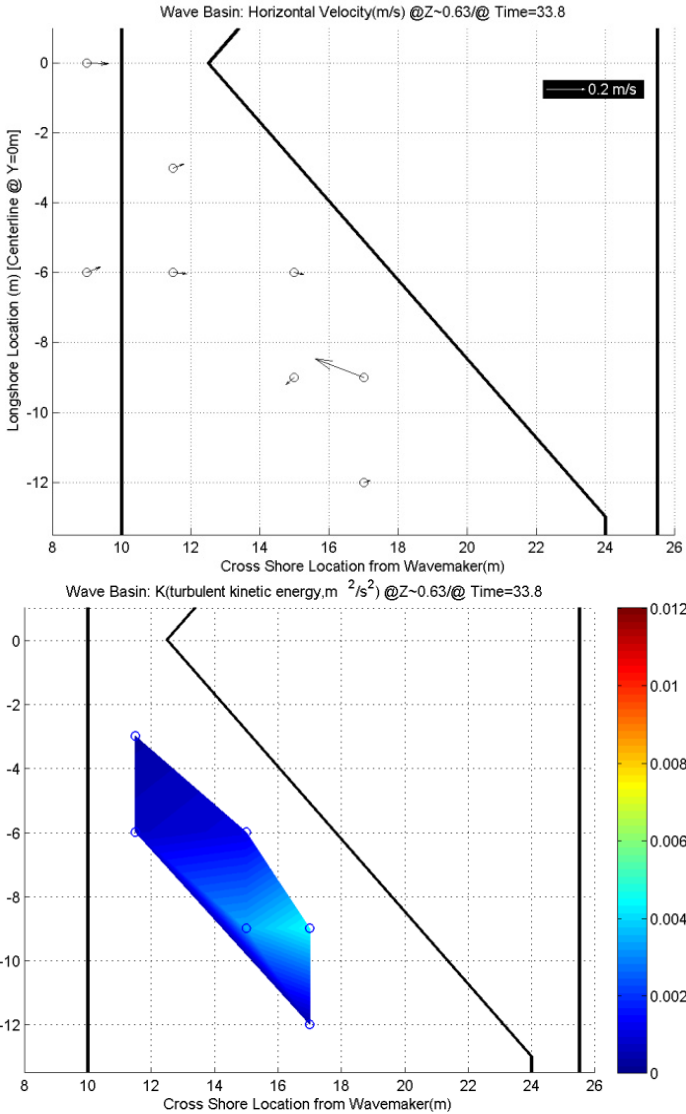 Wave Basin: Horizontal Velocity(m/s) @Z~0.63/@ Time=33.8
0
-2
-4
-6
-8
-10
-12
Longshore Location (m) [Centerline @ Y=0m]
0.2 m/s
8 10 12 14 16 18 20 22 24 26
Cross Shore Location from Wavemaker(m)
Wave Basin: K(turbulent kinetic energy,m 2/s2) @Z~0.63/@ Time=33.8
0
-2
-4
-6
-8
-10
-12
0.012
0.01
0.008
0.006
0.004
0.002
0
8 10 12 14 16 18 20 22 24 26
Cross Shore Location from Wavemaker(m)